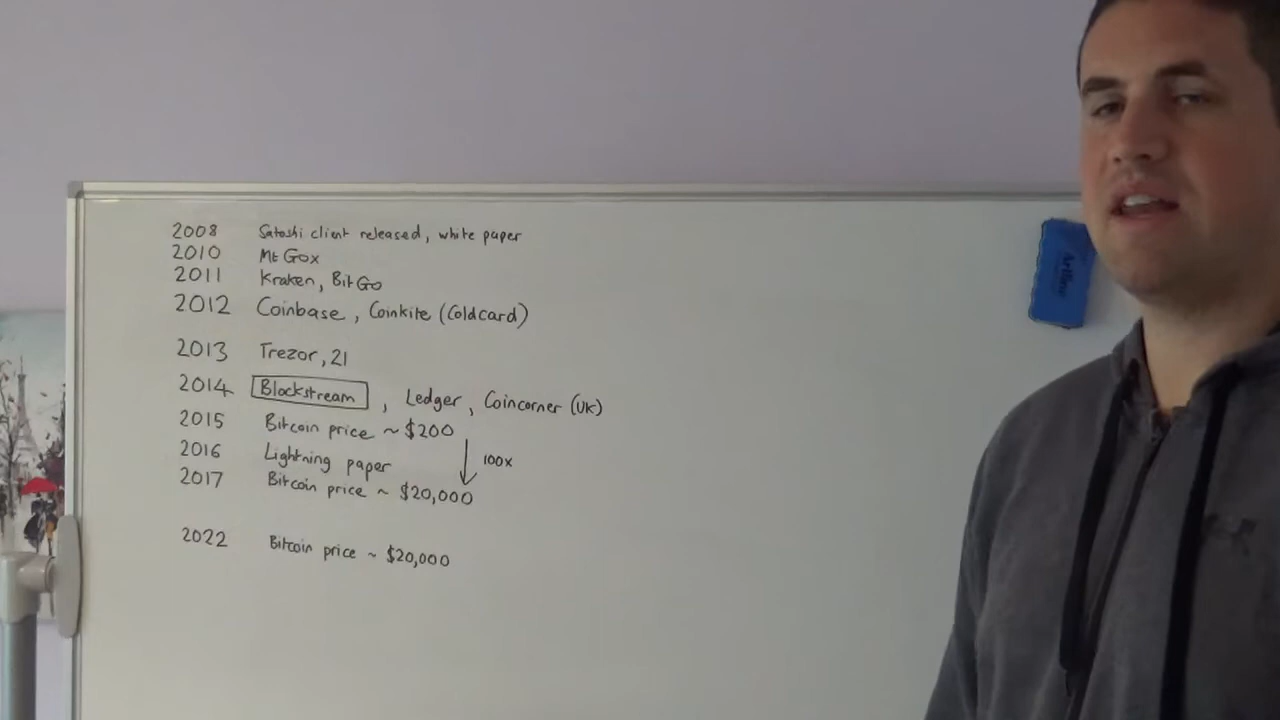 2008 Satoshi client released, white paper
2010 Mt Gox
2011 Kraken, BitGo
2012 Coinbase, Coinkite (Coldcard)
2013 Trezor, 21
2014 Blockstream, Ledger, Coincorner (UK)
2015 Bitcoin price ~ $200
2016 Lightning paper 100x
2017 Bitcoin price ~ $20,000
2022 Bitcoin price ~ $20,000
Artline